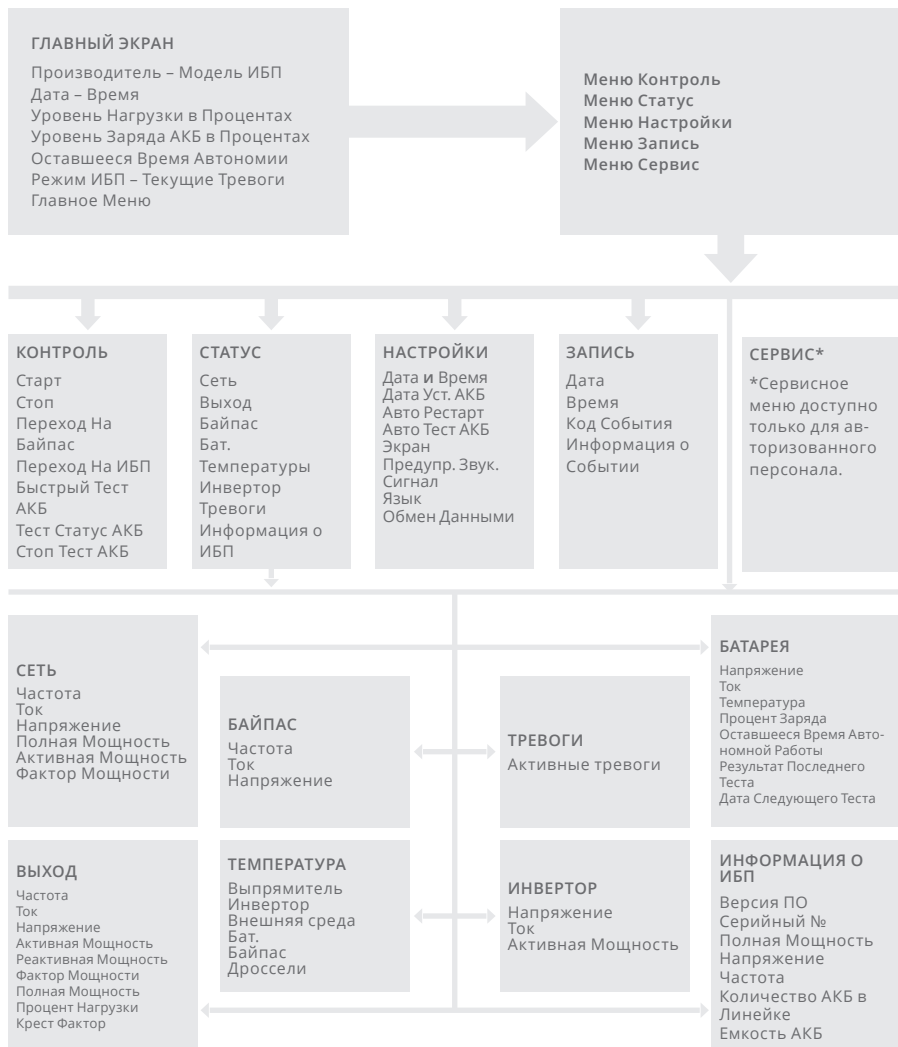 ГЛАВНЫЙ ЭКРАН
Производитель – Модель ИБП
Дата – Время
Уровень Нагрузки в Процентах
Уровень Заряда АКБ в Процентах
Оставшееся Время Автономии
Режим ИБП – Текущие Тревоги
Главное Меню
Меню Контроль
Меню Статус
Меню Настройки
Меню Запись
Меню Сервис
КОНТРОЛЬ
Старт
Стоп
Переход На
Байпас
Переход На ИБП
Быстрый Тест
АКБ
Тест Статус АКБ
Стоп Тест АКБ
СТАТУС
Сеть
Выход
Байпас
Бат.
Температуры
Инвертор
Тревоги
Информация о
ИБП
НАСТРОЙКИ
Дата и Время
Дата Уст. АКБ
Авто Рестарт
Авто Тест АКБ
Экран
Предупр. Звук.
Сигнал
Язык
Обмен Данными
ЗАПИСЬ
Дата
Время
Код События
Информация о
Событии
СЕРВИС*
*Сервисное
меню доступно
только для ав-
торизованного
персонала.
СЕТЬ
Частота
Ток
Напряжение
Полная Мощность
Активная Мощность
Фактор Мощности
БАЙПАС
Частота
Ток
Напряжение
ТРЕВОГИ
Активные тревоги
БАТАРЕЯ
Напряжение
Ток
Температура
Процент Заряда
Оставшееся Время Авто-
номной Работы
Результат Последнего
Теста
Дата Следующего Теста
ВЫХОД
Частота
Ток
Напряжение
Активная Мощность
Реактивная Мощность
Фактор Мощности
Полная Мощность
Процент Нагрузки
Крест Фактор
ТЕМПЕРАТУРА
Выпрямитель
Инвертор
Внешняя среда
Бат.
Байпас
Дроссели
ИНВЕРТОР
Напряжение
Ток
Активная Мощность
ИНФОРМАЦИЯ О
ИБП
Версия ПО
Серийный №
Полная Мощность
Напряжение
Частота
Количество АКБ в
Линейке
Емкость АКБ